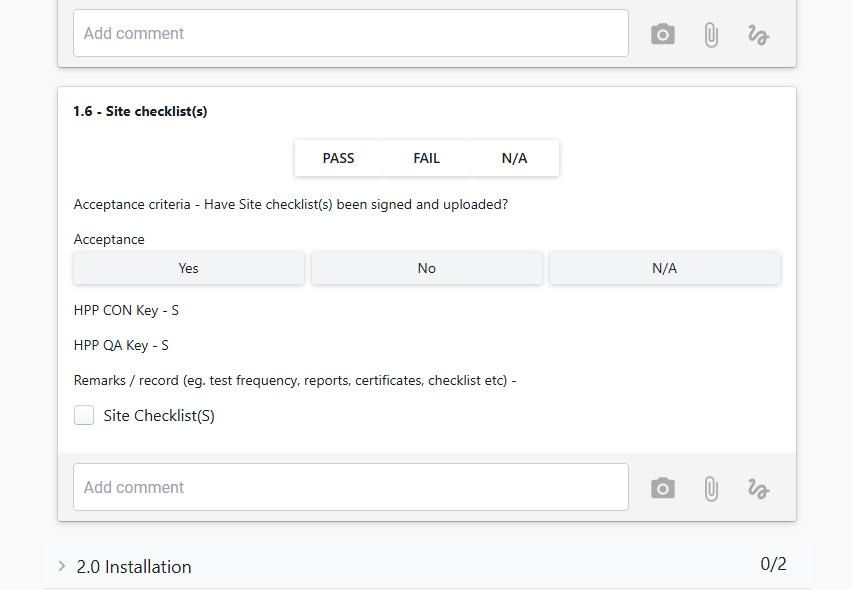 Add comment
1.6 - Site checklist(s)
PASS FAIL N/A
Acceptance criteria - Have Site checklist(s) been signed and uploaded?
Acceptance
Yes No N/A
HPP CON Key - S
HPP QA Key - S
Remarks / record (eg. test frequency, reports, certificates, checklist etc) -
Site Checklist(S)
Add comment
2.0 Installation 0/2